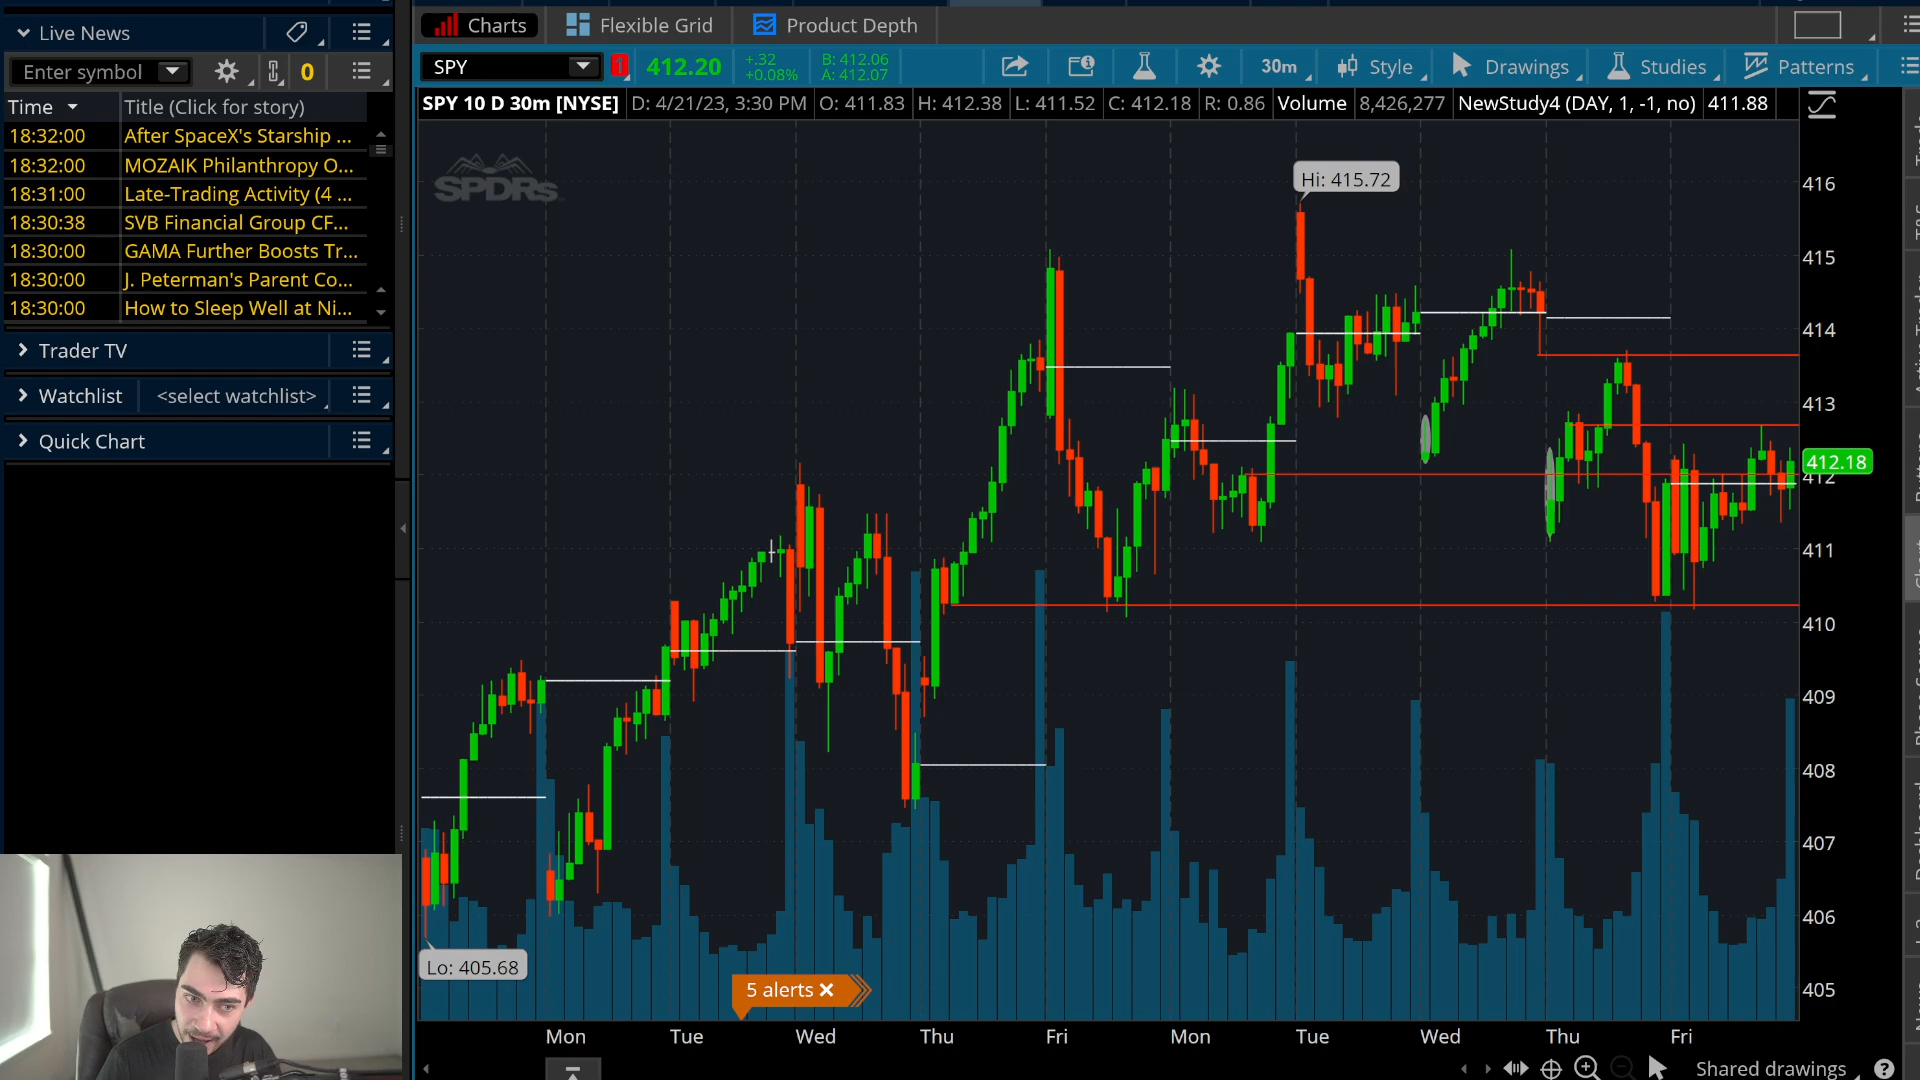 Live News
Enter symbol
0
Time
Title (Click for story)
18:32:00 After SpaceX's Starship ...
18:32:00 MOZAIK Philanthropy O...
18:31:00 Late-Trading Activity (4 ...
18:30:38 SVB Financial Group CF...
18:30:00 GAMA Further Boosts Tr...
18:30:00 J. Peterman's Parent Co...
18:30:00 How to Sleep Well at Ni...
Trader TV
Watchlist <select watchlist>
Quick Chart
Charts Flexible Grid Product Depth
SPY 1 412.20 +.32 B: 412.06
+0.08% A: 412.07
30m Style Drawings Studies Patterns
SPY 10 D 30m [NYSE] D: 4/21/23, 3:30 PM O: 411.83 H: 412.38 L: 411.52 C: 412.18 R: 0.86 Volume 8,426,277 NewStudy4 (DAY, 1, -1, no) 411.88
SPDRs
Hi: 415.72
416
415
414
413
412.18
412
411
410
409
408
407
406
405
Lo: 405.68
5 alerts
Mon Tue Wed Thu Fri Mon Tue Wed Thu Fri
Shared drawings
?